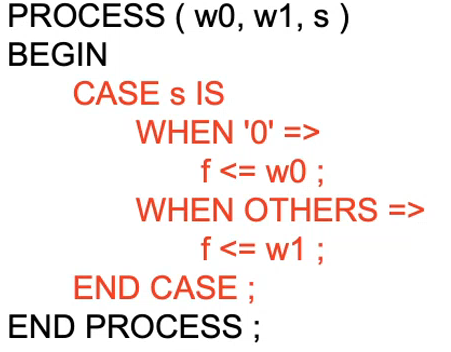 PROCESS ( w0, w1, s )
BEGIN
CASE s IS
WHEN '0' =>
f <= w0 ;
WHEN OTHERS =>
f <= w1 ;
END CASE ;
END PROCESS ;